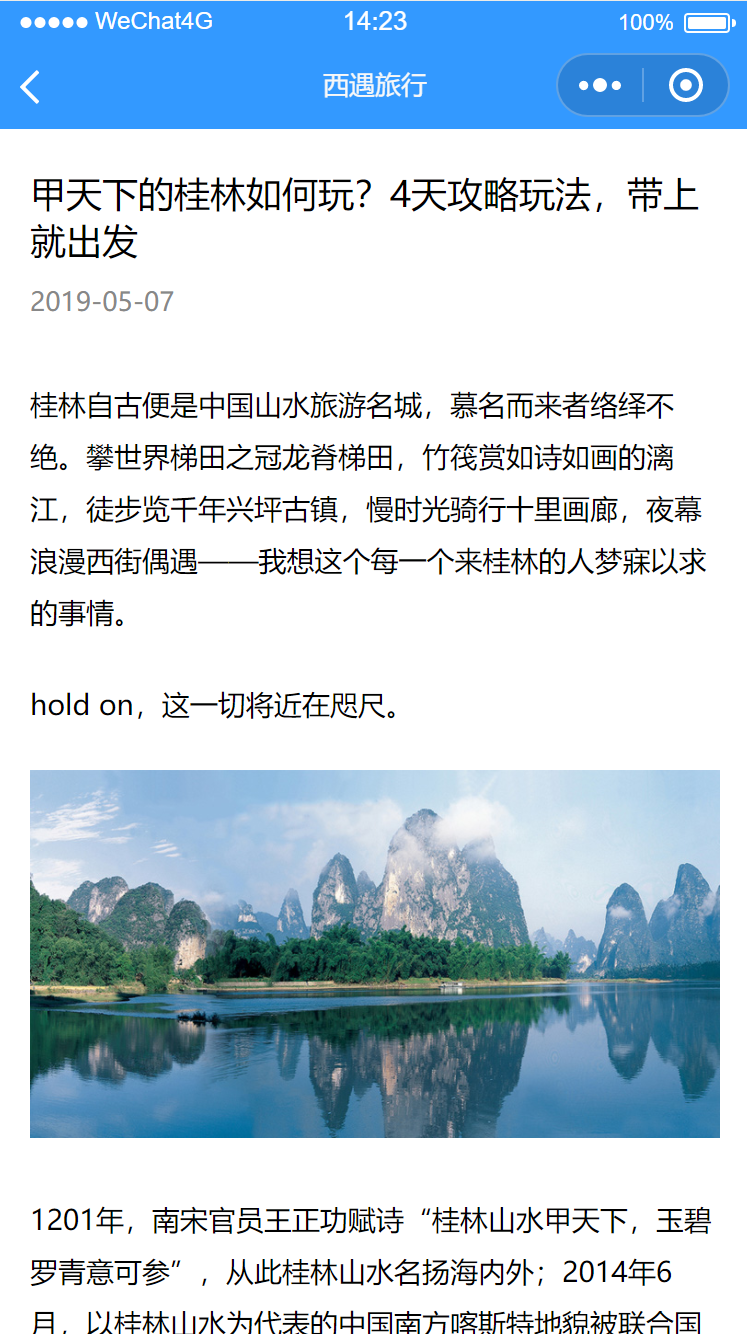 WeChat4G 14:23 100%
西遇旅行
甲天下的桂林如何玩？4天攻略玩法，带上
就出发
2019-05-07
桂林自古便是中国山水旅游名城，慕名而来者络绎不
绝。攀世界梯田之冠龙脊梯田，竹筏赏如诗如画的漓
江，徒步览千年兴坪古镇，慢时光骑行十里画廊，夜幕
浪漫西街偶遇——我想这个每一个来桂林的人梦寐以求
的事情。
hold on，这一切将近在咫尺。
1201年，南宋官员王正功赋诗“桂林山水甲天下，玉碧
罗青意可参”，从此桂林山水名扬海内外；2014年6
月，以桂林山水为代表的中国南方喀斯特地貌被联合国